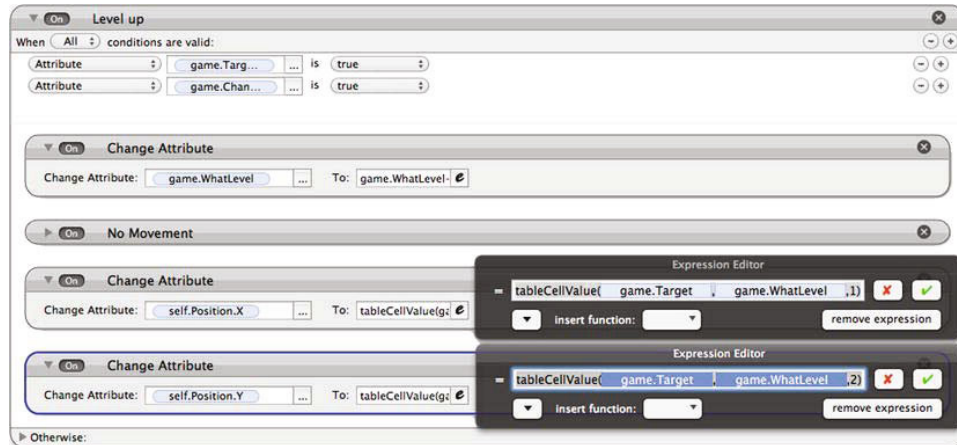 On Level up
When All conditions are valid:
Attribute game.Targ... ... is true
Attribute game.Chan... ... is true
On Change Attribute
Change Attribute: game.WhatLevel ... To: game.WhatLevel- e
On No Movement
Expression Editor
On Change Attribute
= tableCellValue( game.Target , game.WhatLevel ,1)
Change Attribute: self.Position.X ... To: tableCellValue(ga e
insert function: remove expression
Expression Editor
On Change Attribute
= tableCellValue( game.Target , game.WhatLevel ,2)
Change Attribute: self.Position.Y ... To: tableCellValue(ga e
insert function: remove expression
Otherwise: